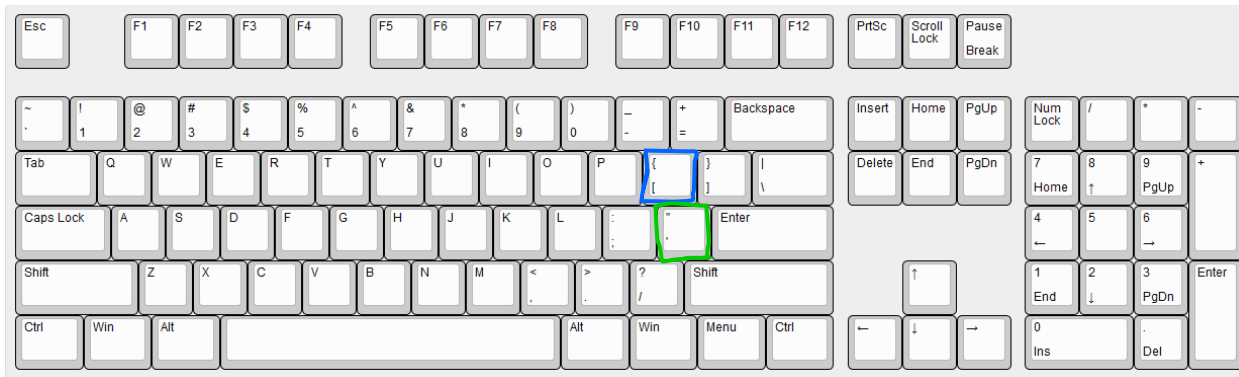 Esc F1 F2 F3 F4 F5 F6 F7 F8 F9 F10 F11 F12 PrtSc Scroll Lock Pause Break
~ ` ! 1 @ 2 # 3 $ 4 % 5 ^ 6 & 7 * 8 ( 9 ) 0 _ - + = Backspace Insert Home PgUp Num Lock / * -
Tab Q W E R T Y U I O P { [ } ] | \ Delete End PgDn 7 Home 8 ↑ 9 PgUp +
Caps Lock A S D F G H J K L : ; " ' Enter 4 ← 5 6 →
Shift Z X C V B N M < , > . ? / Shift ↑ 1 End 2 ↓ 3 PgDn Enter
Ctrl Win Alt Alt Win Menu Ctrl ← ↓ → 0 Ins . Del